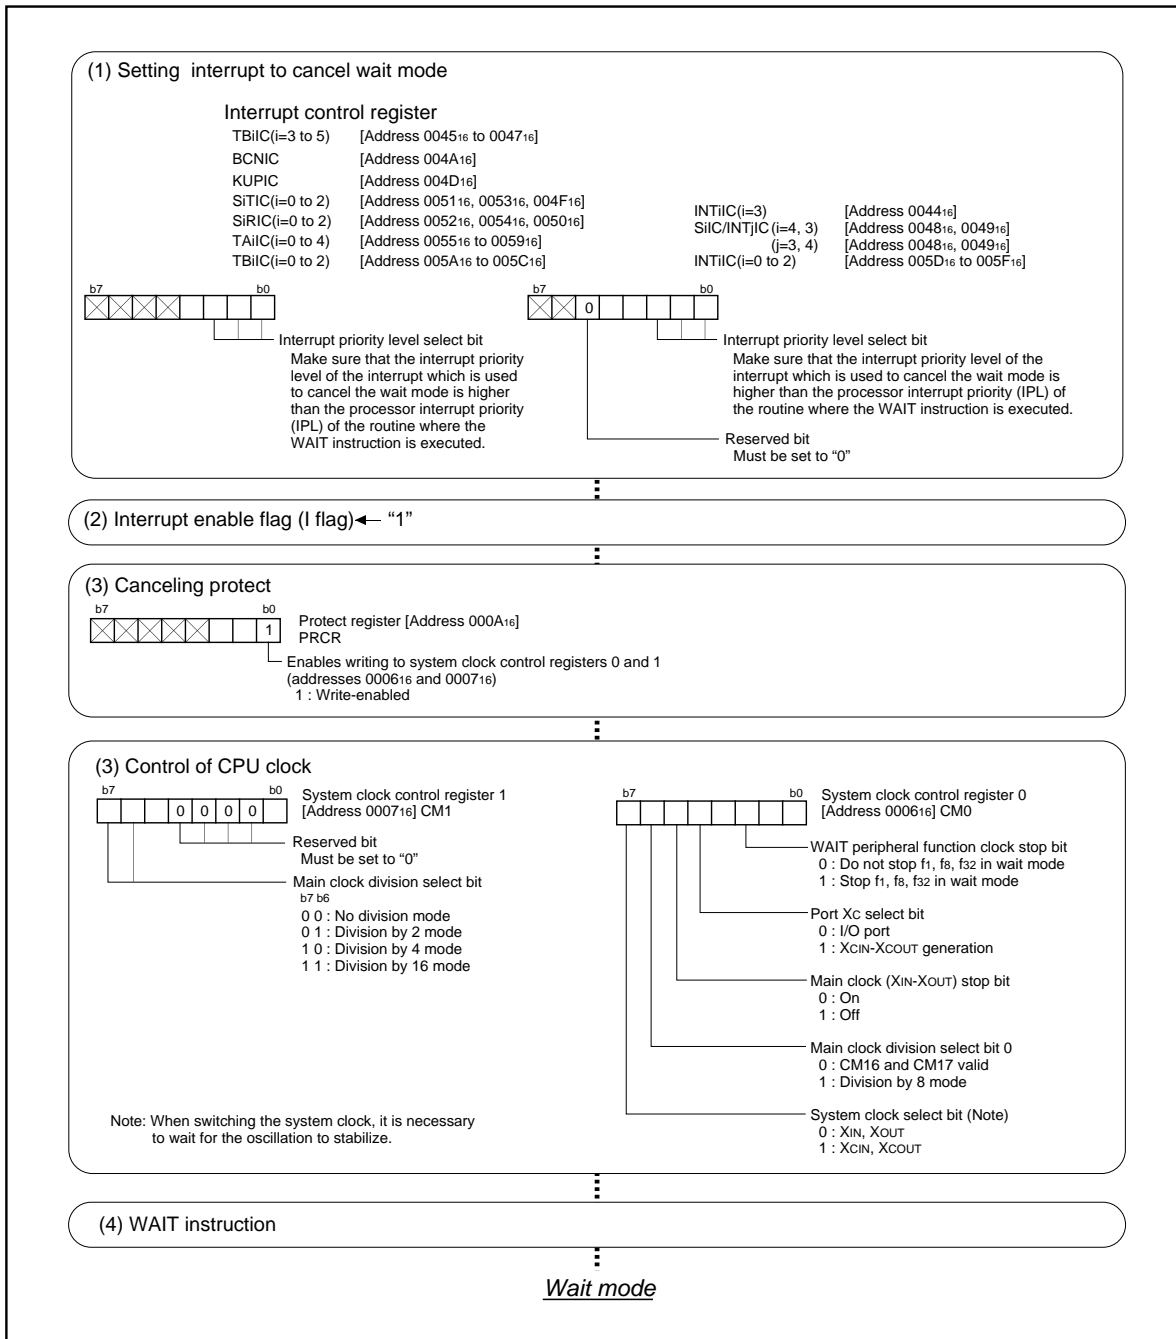 (1) Setting interrupt to cancel wait mode
Interrupt control register
TBiIC(i=3 to 5) [Address 004516 to 004716]
BCNIC [Address 004A16]
KUPIC [Address 004D16]
SiTIC(i=0 to 2) [Address 005116, 005316, 004F16]
SiRIC(i=0 to 2) [Address 005216, 005416, 005016]
TAiIC(i=0 to 4) [Address 005516 to 005916]
TBiIC(i=0 to 2) [Address 005A16 to 005C16]
INTiIC(i=3) [Address 004416]
SiIC/INTjIC (i=4, 3) [Address 004816, 004916]
(j=3, 4) [Address 004816, 004916]
INTiIC(i=0 to 2) [Address 005D16 to 005F16]
b7 b0
Interrupt priority level select bit
Make sure that the interrupt priority
level of the interrupt which is used
to cancel the wait mode is higher
than the processor interrupt priority
(IPL) of the routine where the
WAIT instruction is executed.
b7 b0
0
Interrupt priority level select bit
Make sure that the interrupt priority level of the
interrupt which is used to cancel the wait mode is
higher than the processor interrupt priority (IPL) of
the routine where the WAIT instruction is executed.
Reserved bit
Must be set to “0”
(2) Interrupt enable flag (I flag) ← “1”
(3) Canceling protect
b7 b0
1
Protect register [Address 000A16]
PRCR
Enables writing to system clock control registers 0 and 1
(addresses 000616 and 000716)
1 : Write-enabled
(3) Control of CPU clock
b7 b0
0 0 0 0
System clock control register 1
[Address 000716] CM1
Reserved bit
Must be set to “0”
Main clock division select bit
b7 b6
0 0 : No division mode
0 1 : Division by 2 mode
1 0 : Division by 4 mode
1 1 : Division by 16 mode
Note: When switching the system clock, it is necessary
to wait for the oscillation to stabilize.
b7 b0
System clock control register 0
[Address 000616] CM0
WAIT peripheral function clock stop bit
0 : Do not stop f1, f8, f32 in wait mode
1 : Stop f1, f8, f32 in wait mode
Port XC select bit
0 : I/O port
1 : XCIN-XCOUT generation
Main clock (XIN-XOUT) stop bit
0 : On
1 : Off
Main clock division select bit 0
0 : CM16 and CM17 valid
1 : Division by 8 mode
System clock select bit (Note)
0 : XIN, XOUT
1 : XCIN, XCOUT
(4) WAIT instruction
Wait mode